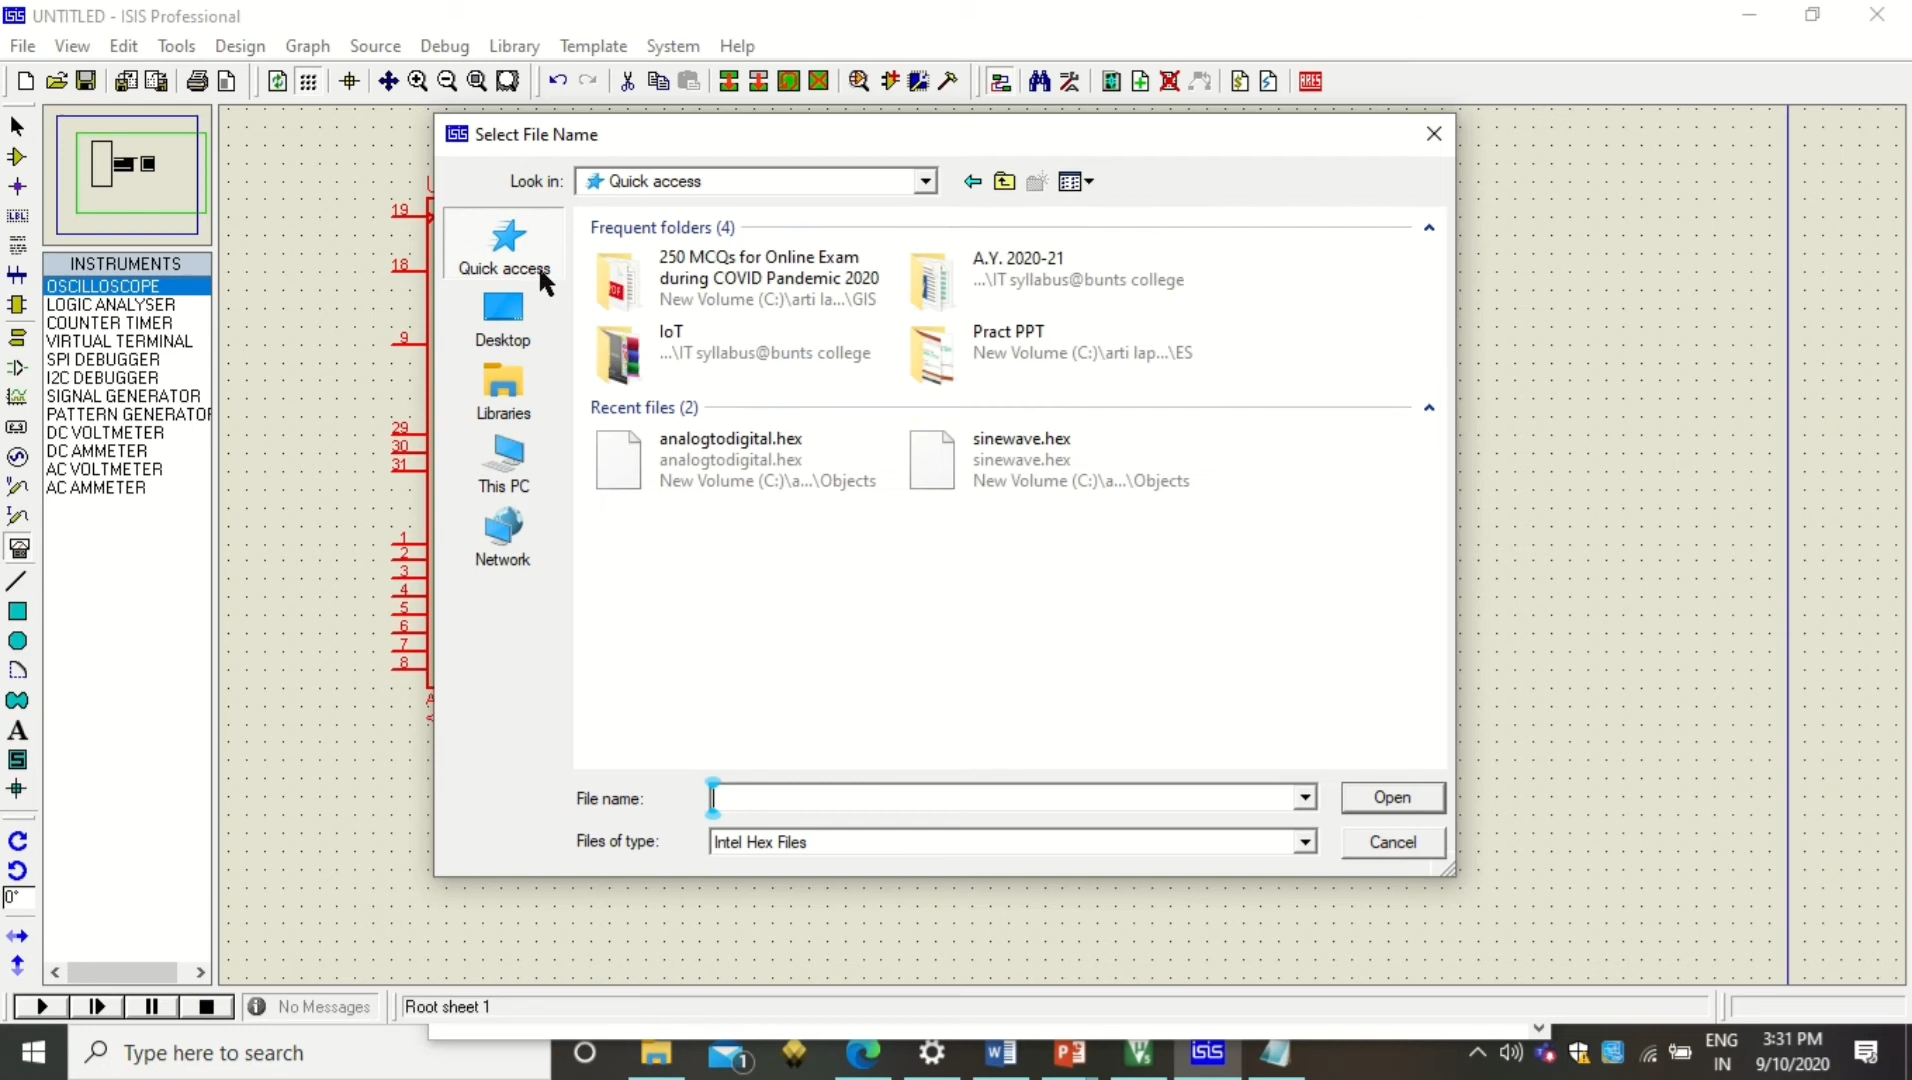 ISIS UNTITLED - ISIS Professional
File View Edit Tools Design Graph Source Debug Library Template System Help
ARES
LBL
INSTRUMENTS
OSCILLOSCOPE
LOGIC ANALYSER
COUNTER TIMER
VIRTUAL TERMINAL
SPI DEBUGGER
I2C DEBUGGER
SIGNAL GENERATOR
PATTERN GENERATOR
DC VOLTMETER
DC AMMETER
AC VOLTMETER
AC AMMETER
19
18
9
29
30
31
1
2
3
4
5
6
7
8
ISIS Select File Name
Look in: Quick access
Quick access
Desktop
Libraries
This PC
Network
Frequent folders (4)
250 MCQs for Online Exam
during COVID Pandemic 2020
New Volume (C:)\arti la...\GIS
A.Y. 2020-21
...\IT syllabus@bunts college
IoT
...\IT syllabus@bunts college
Pract PPT
New Volume (C:)\arti lap...\ES
Recent files (2)
analogtodigital.hex
analogtodigital.hex
New Volume (C:)\a...\Objects
sinewave.hex
sinewave.hex
New Volume (C:)\a...\Objects
File name:
Open
Files of type: Intel Hex Files
Cancel
0°
No Messages
Root sheet 1
Type here to search
1
ISIS
ENG
IN
3:31 PM
9/10/2020